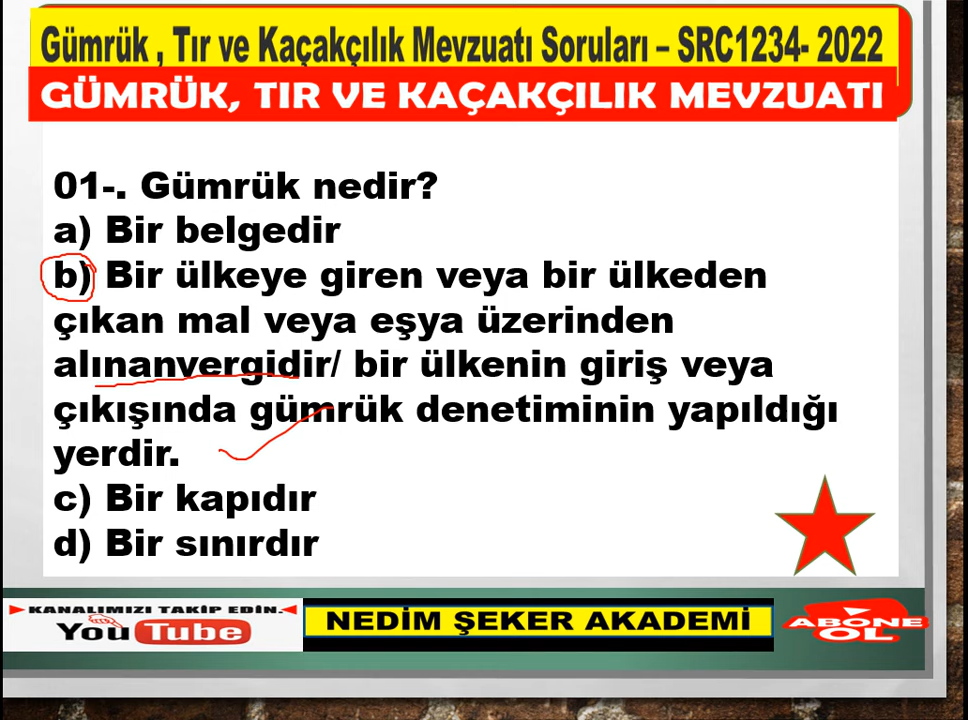 Gümrük , Tır ve Kaçakçılık Mevzuatı Soruları – SRC1234- 2022
GÜMRÜK, TIR VE KAÇAKÇILIK MEVZUATI
01-. Gümrük nedir?
a) Bir belgedir
b) Bir ülkeye giren veya bir ülkeden
çıkan mal veya eşya üzerinden
alınanvergidir/ bir ülkenin giriş veya
çıkışında gümrük denetiminin yapıldığı
yerdir.
c) Bir kapıdır
d) Bir sınırdır
KANALIMIZI TAKİP EDİN.
YouTube
NEDİM ŞEKER AKADEMİ
ABONE
OL